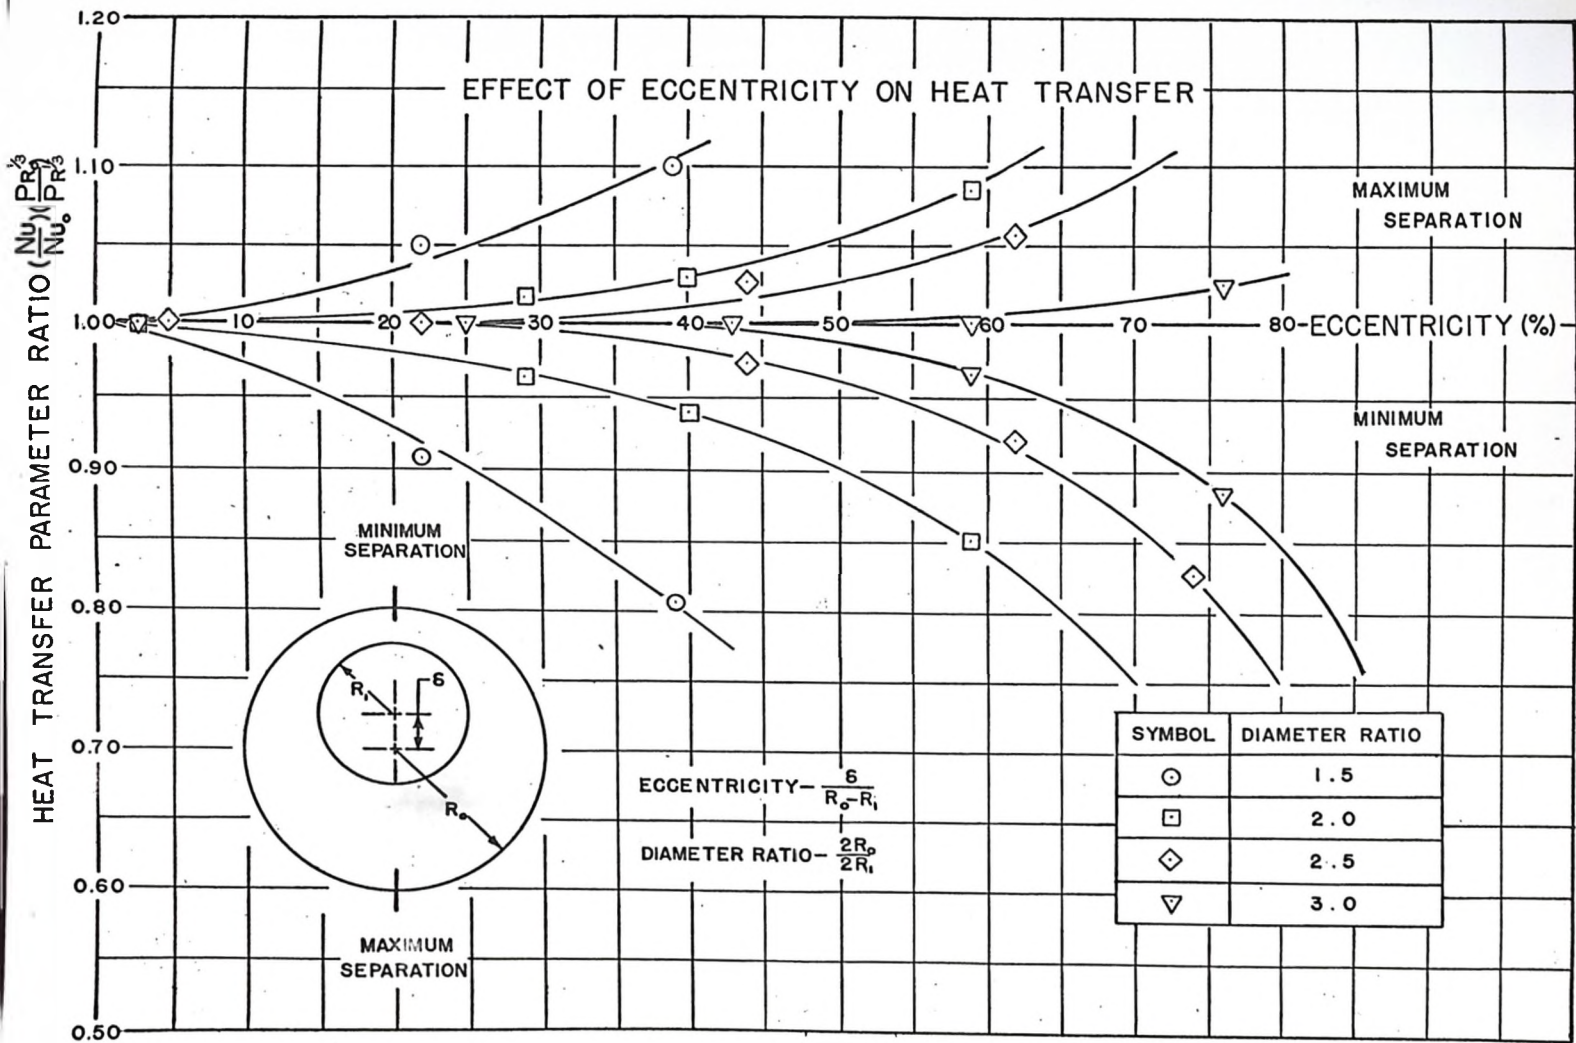 1.20
EFFECT OF ECCENTRICITY ON HEAT TRANSFER
1.10
MAXIMUM
SEPARATION
1.00
10 20 30 40 50 60 70 80 ECCENTRICITY (%)
MINIMUM
SEPARATION
0.90
MINIMUM
SEPARATION
0.80
0.70
0.60
0.50
HEAT TRANSFER PARAMETER RATIO (Nu/Nu₀)(PR₀^⅓/PR^⅓)
R₁
δ
R₀
MAXIMUM
SEPARATION
ECCENTRICITY – δ/(R₀–R₁)
DIAMETER RATIO – 2R₀/2R₁
SYMBOL DIAMETER RATIO
⊙ 1.5
⊡ 2.0
◇ 2.5
▽ 3.0